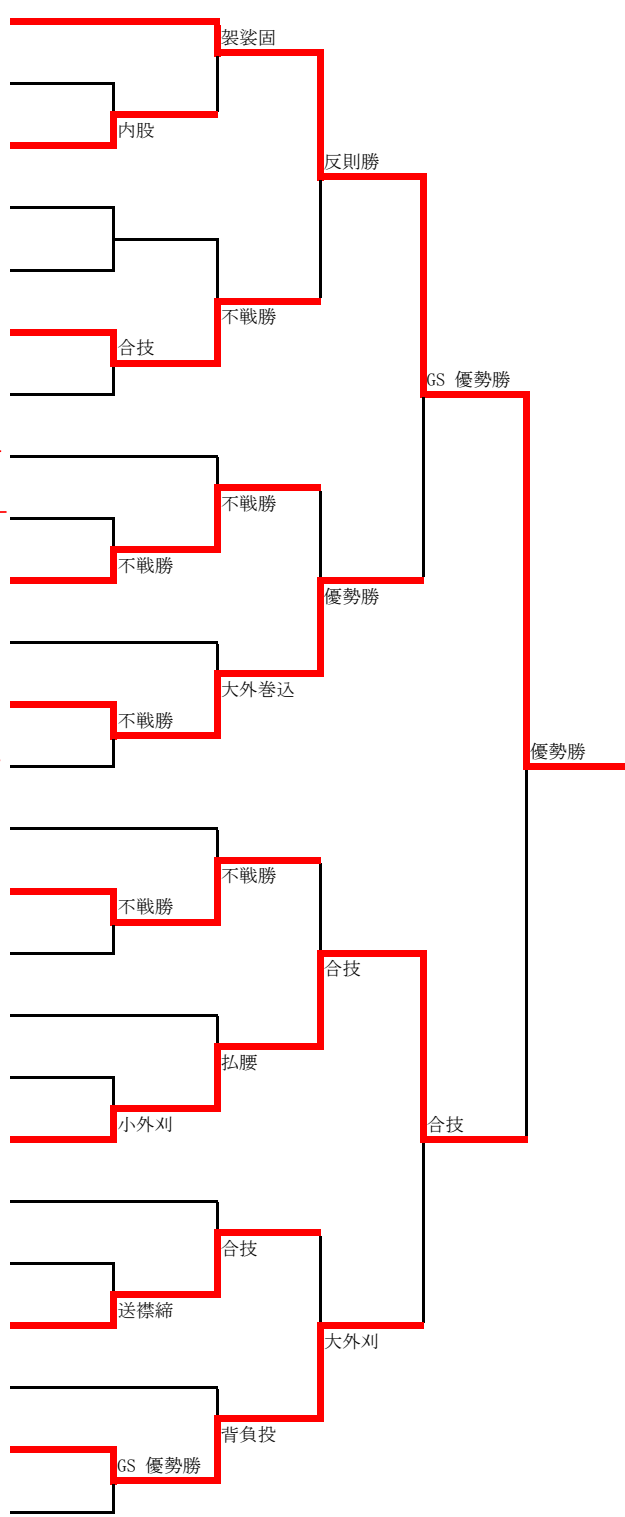 袈裟固
内股
反則勝
不戦勝
合技
GS 優勢勝
不戦勝
不戦勝
優勢勝
大外巻込
不戦勝
優勢勝
不戦勝
不戦勝
合技
払腰
小外刈
合技
合技
送襟締
大外刈
背負投
GS 優勢勝